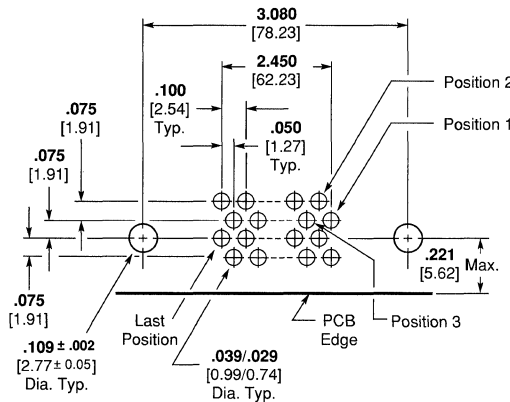 3.080
[78.23]
2.450
[62.23]
Position 2
.100
[2.54]
Typ.
.075
[1.91]
Position 1
.050
[1.27]
Typ.
.075
[1.91]
.221
[5.62] Max.
.075
[1.91]
Last
Position
PCB
Edge
Position 3
.109 ± .002
[2.77 ± 0.05]
Dia. Typ.
.039/.029
[0.99/0.74]
Dia. Typ.